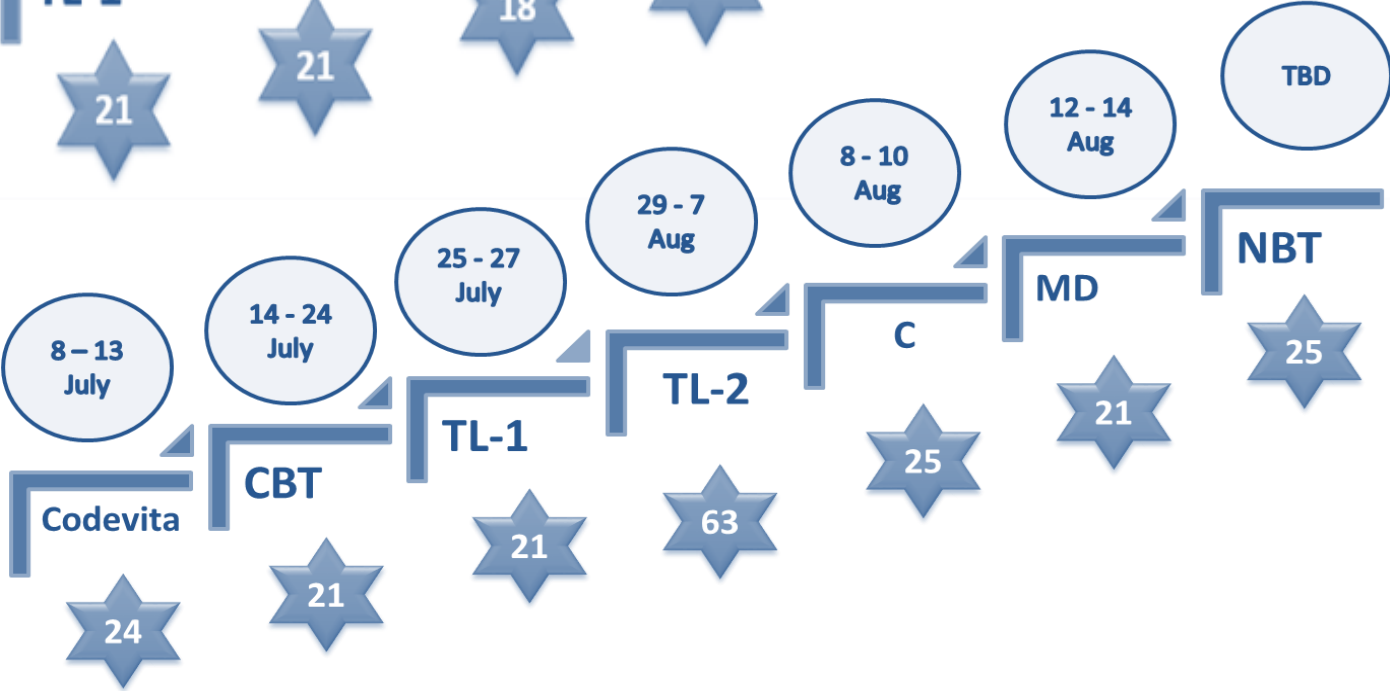 21
21
18
TBD
12 - 14
Aug
8 - 10
Aug
29 - 7
Aug
25 - 27
July
14 - 24
July
8 – 13
July
NBT
MD
C
TL-2
TL-1
CBT
Codevita
25
21
25
63
21
21
24